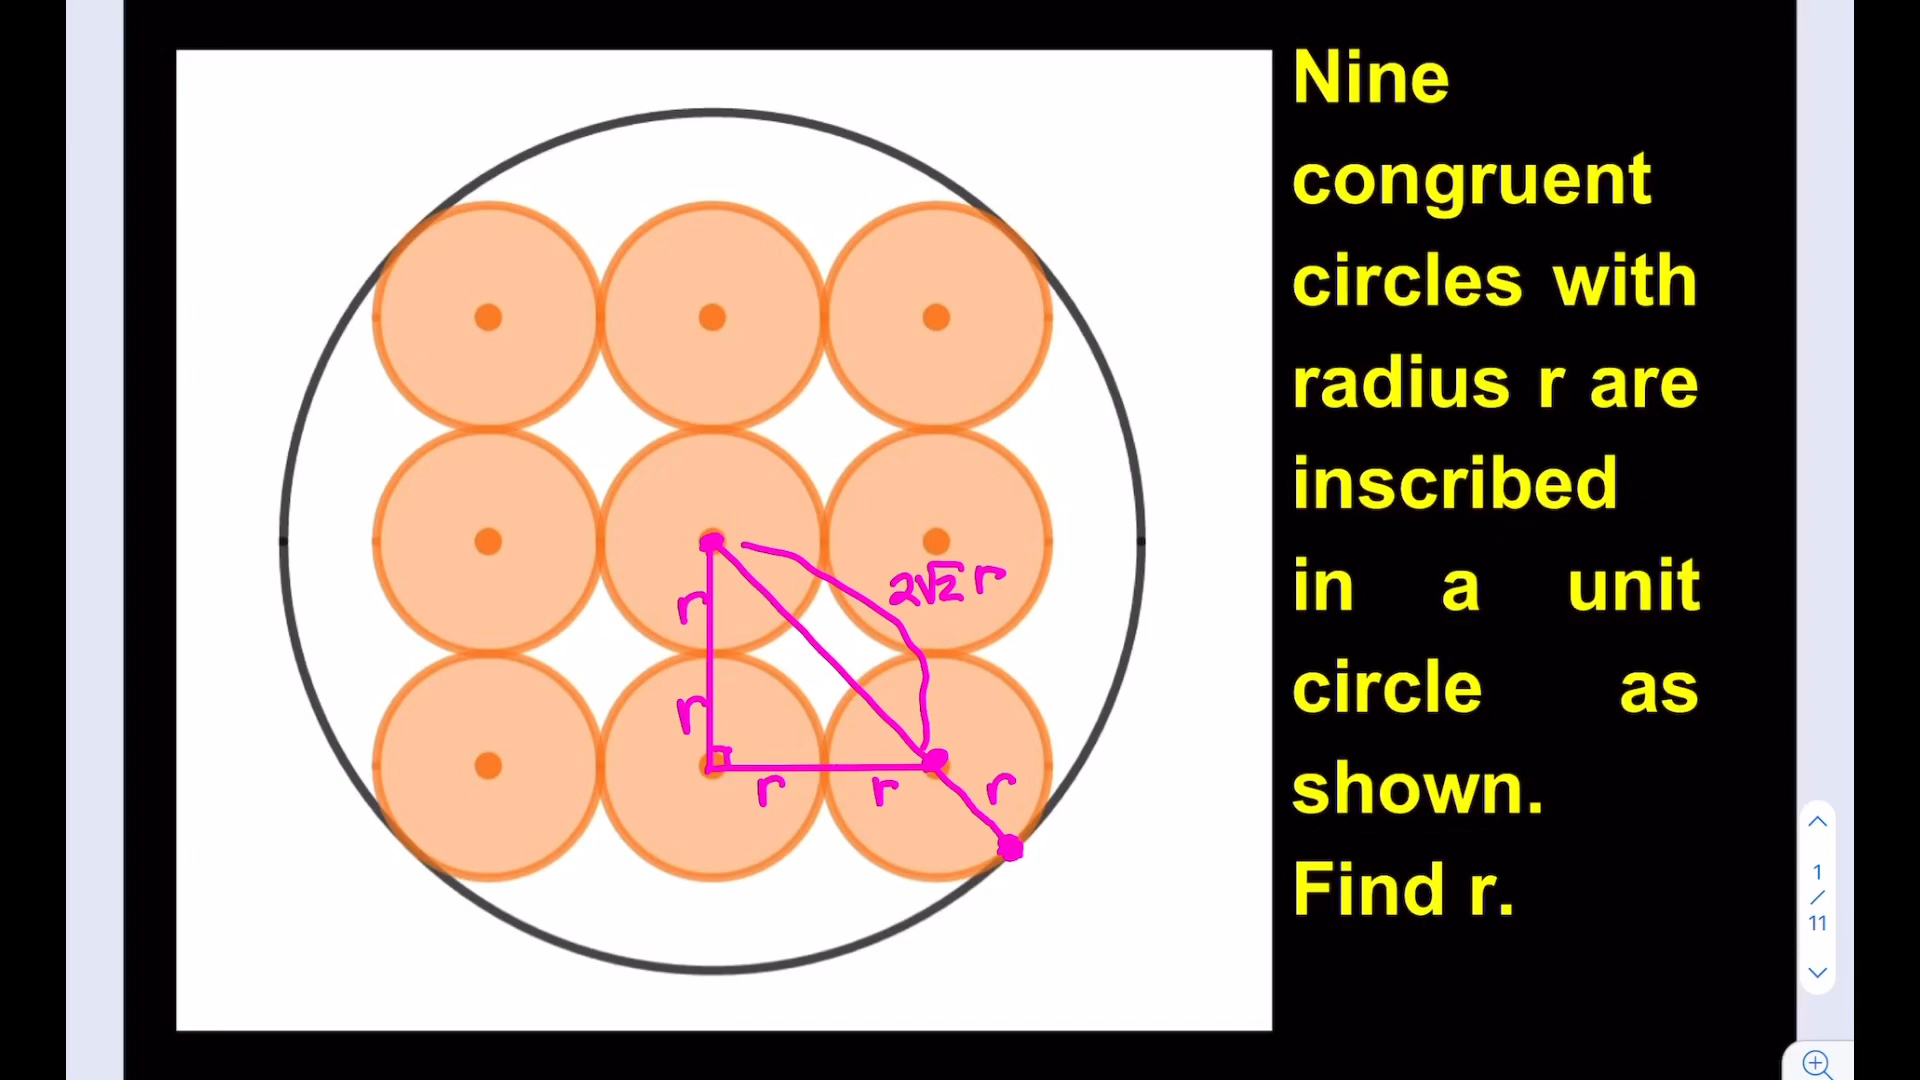 Nine
congruent
circles with
radius r are
inscribed
in a unit
circle as
shown.
Find r.
2√2 r
r
r
r r r
1
/
11